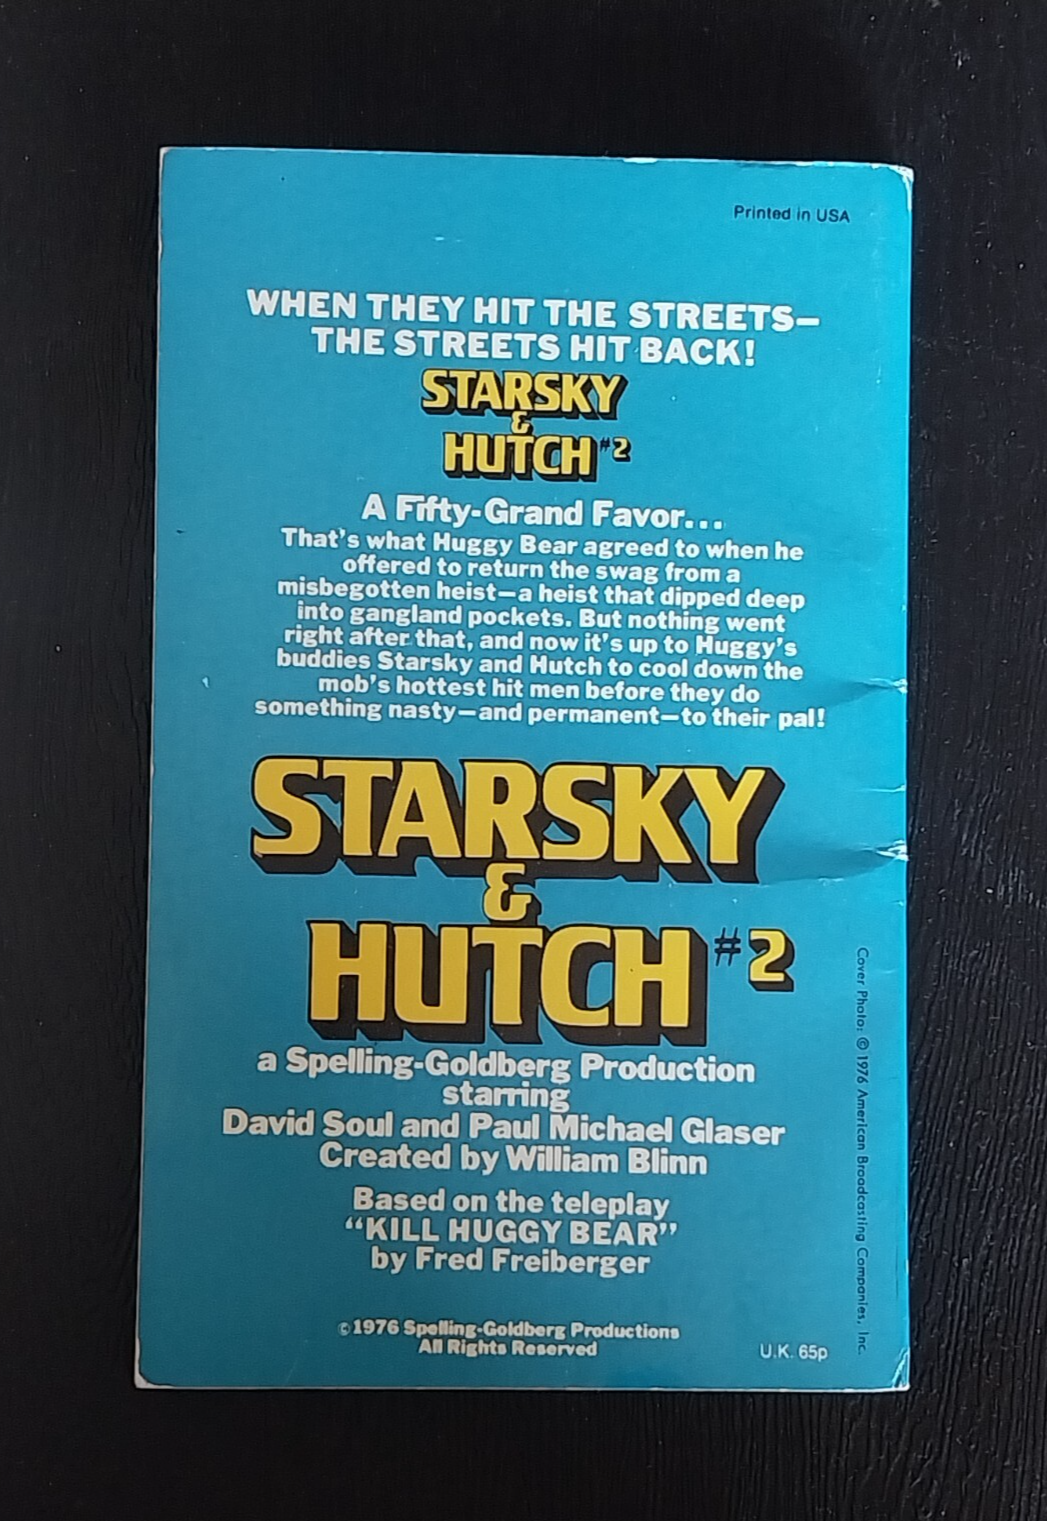 Printed in USA
WHEN THEY HIT THE STREETS—
THE STREETS HIT BACK!
STARSKY
&
HUTCH #2
A Fifty-Grand Favor...
That's what Huggy Bear agreed to when he
offered to return the swag from a
misbegotten heist—a heist that dipped deep
into gangland pockets. But nothing went
right after that, and now it's up to Huggy's
buddies Starsky and Hutch to cool down the
mob's hottest hit men before they do
something nasty—and permanent—to their pal!
STARSKY
&
HUTCH #2
a Spelling-Goldberg Production
starring
David Soul and Paul Michael Glaser
Created by William Blinn
Based on the teleplay
“KILL HUGGY BEAR”
by Fred Freiberger
©1976 Spelling-Goldberg Productions
All Rights Reserved
U.K. 65p
Cover Photo: © 1976 American Broadcasting Companies, Inc.